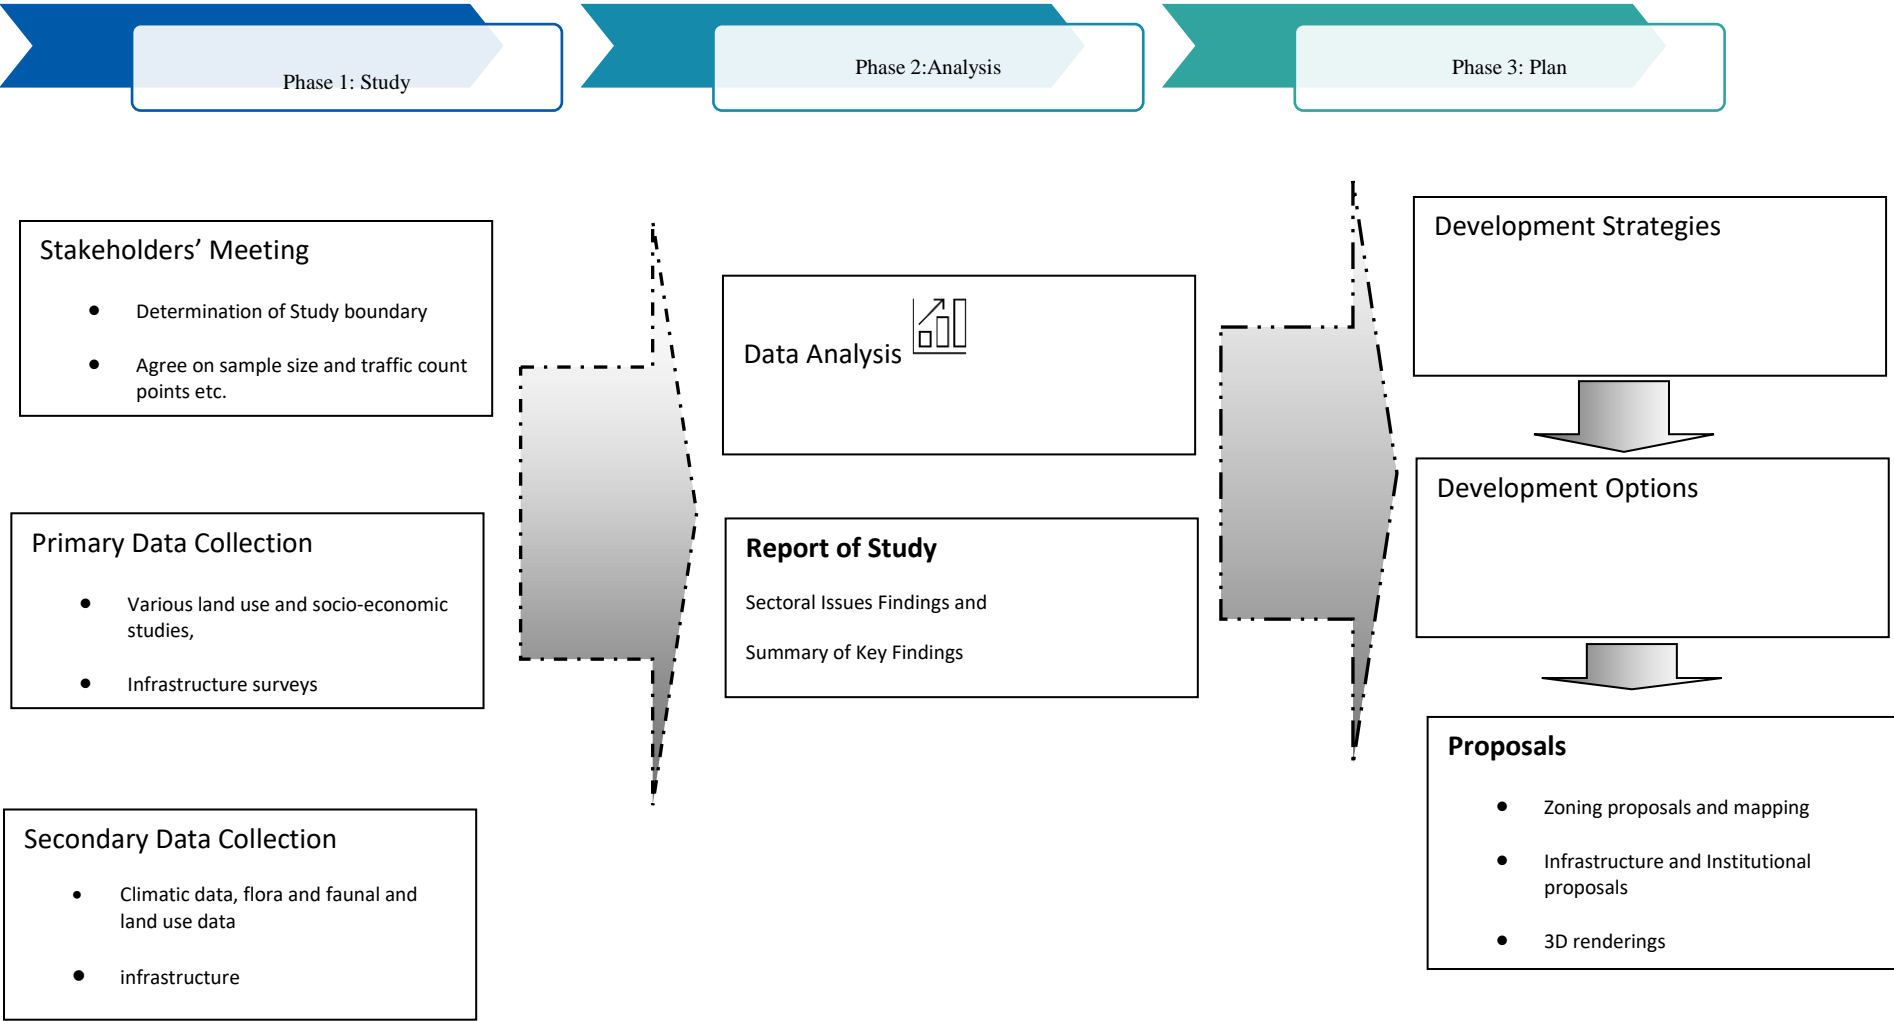 Phase 1: Study
Phase 2:Analysis
Phase 3: Plan
Stakeholders’ Meeting
● Determination of Study boundary
● Agree on sample size and traffic count
points etc.
Primary Data Collection
● Various land use and socio-economic
studies,
● Infrastructure surveys
Secondary Data Collection
● Climatic data, flora and faunal and
land use data
● infrastructure
Data Analysis
Report of Study
Sectoral Issues Findings and
Summary of Key Findings
Development Strategies
Development Options
Proposals
● Zoning proposals and mapping
● Infrastructure and Institutional
proposals
● 3D renderings